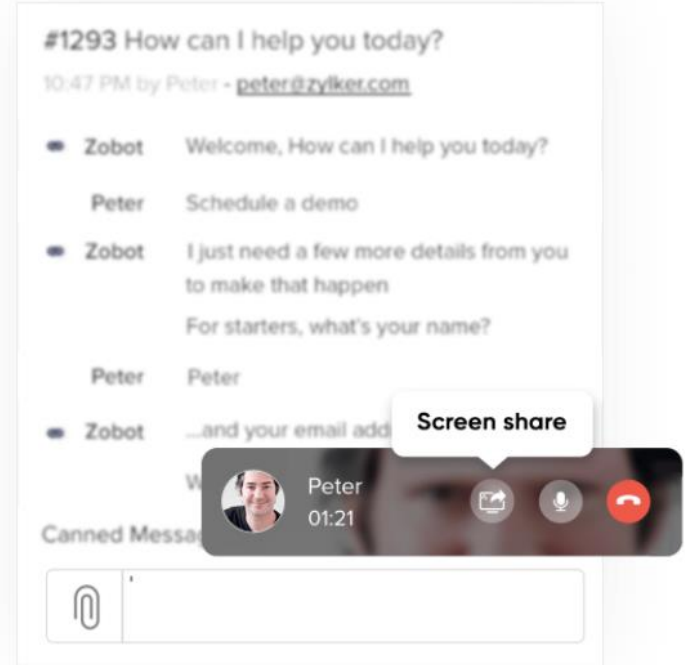 #1293 How can I help you today?
10:47 PM by Peter - peter@zylker.com
Zobot Welcome, How can I help you today?
Peter Schedule a demo
Zobot I just need a few more details from you
to make that happen
For starters, what's your name?
Peter Peter
Zobot ...and your email
Screen share
Peter
01:21
Canned